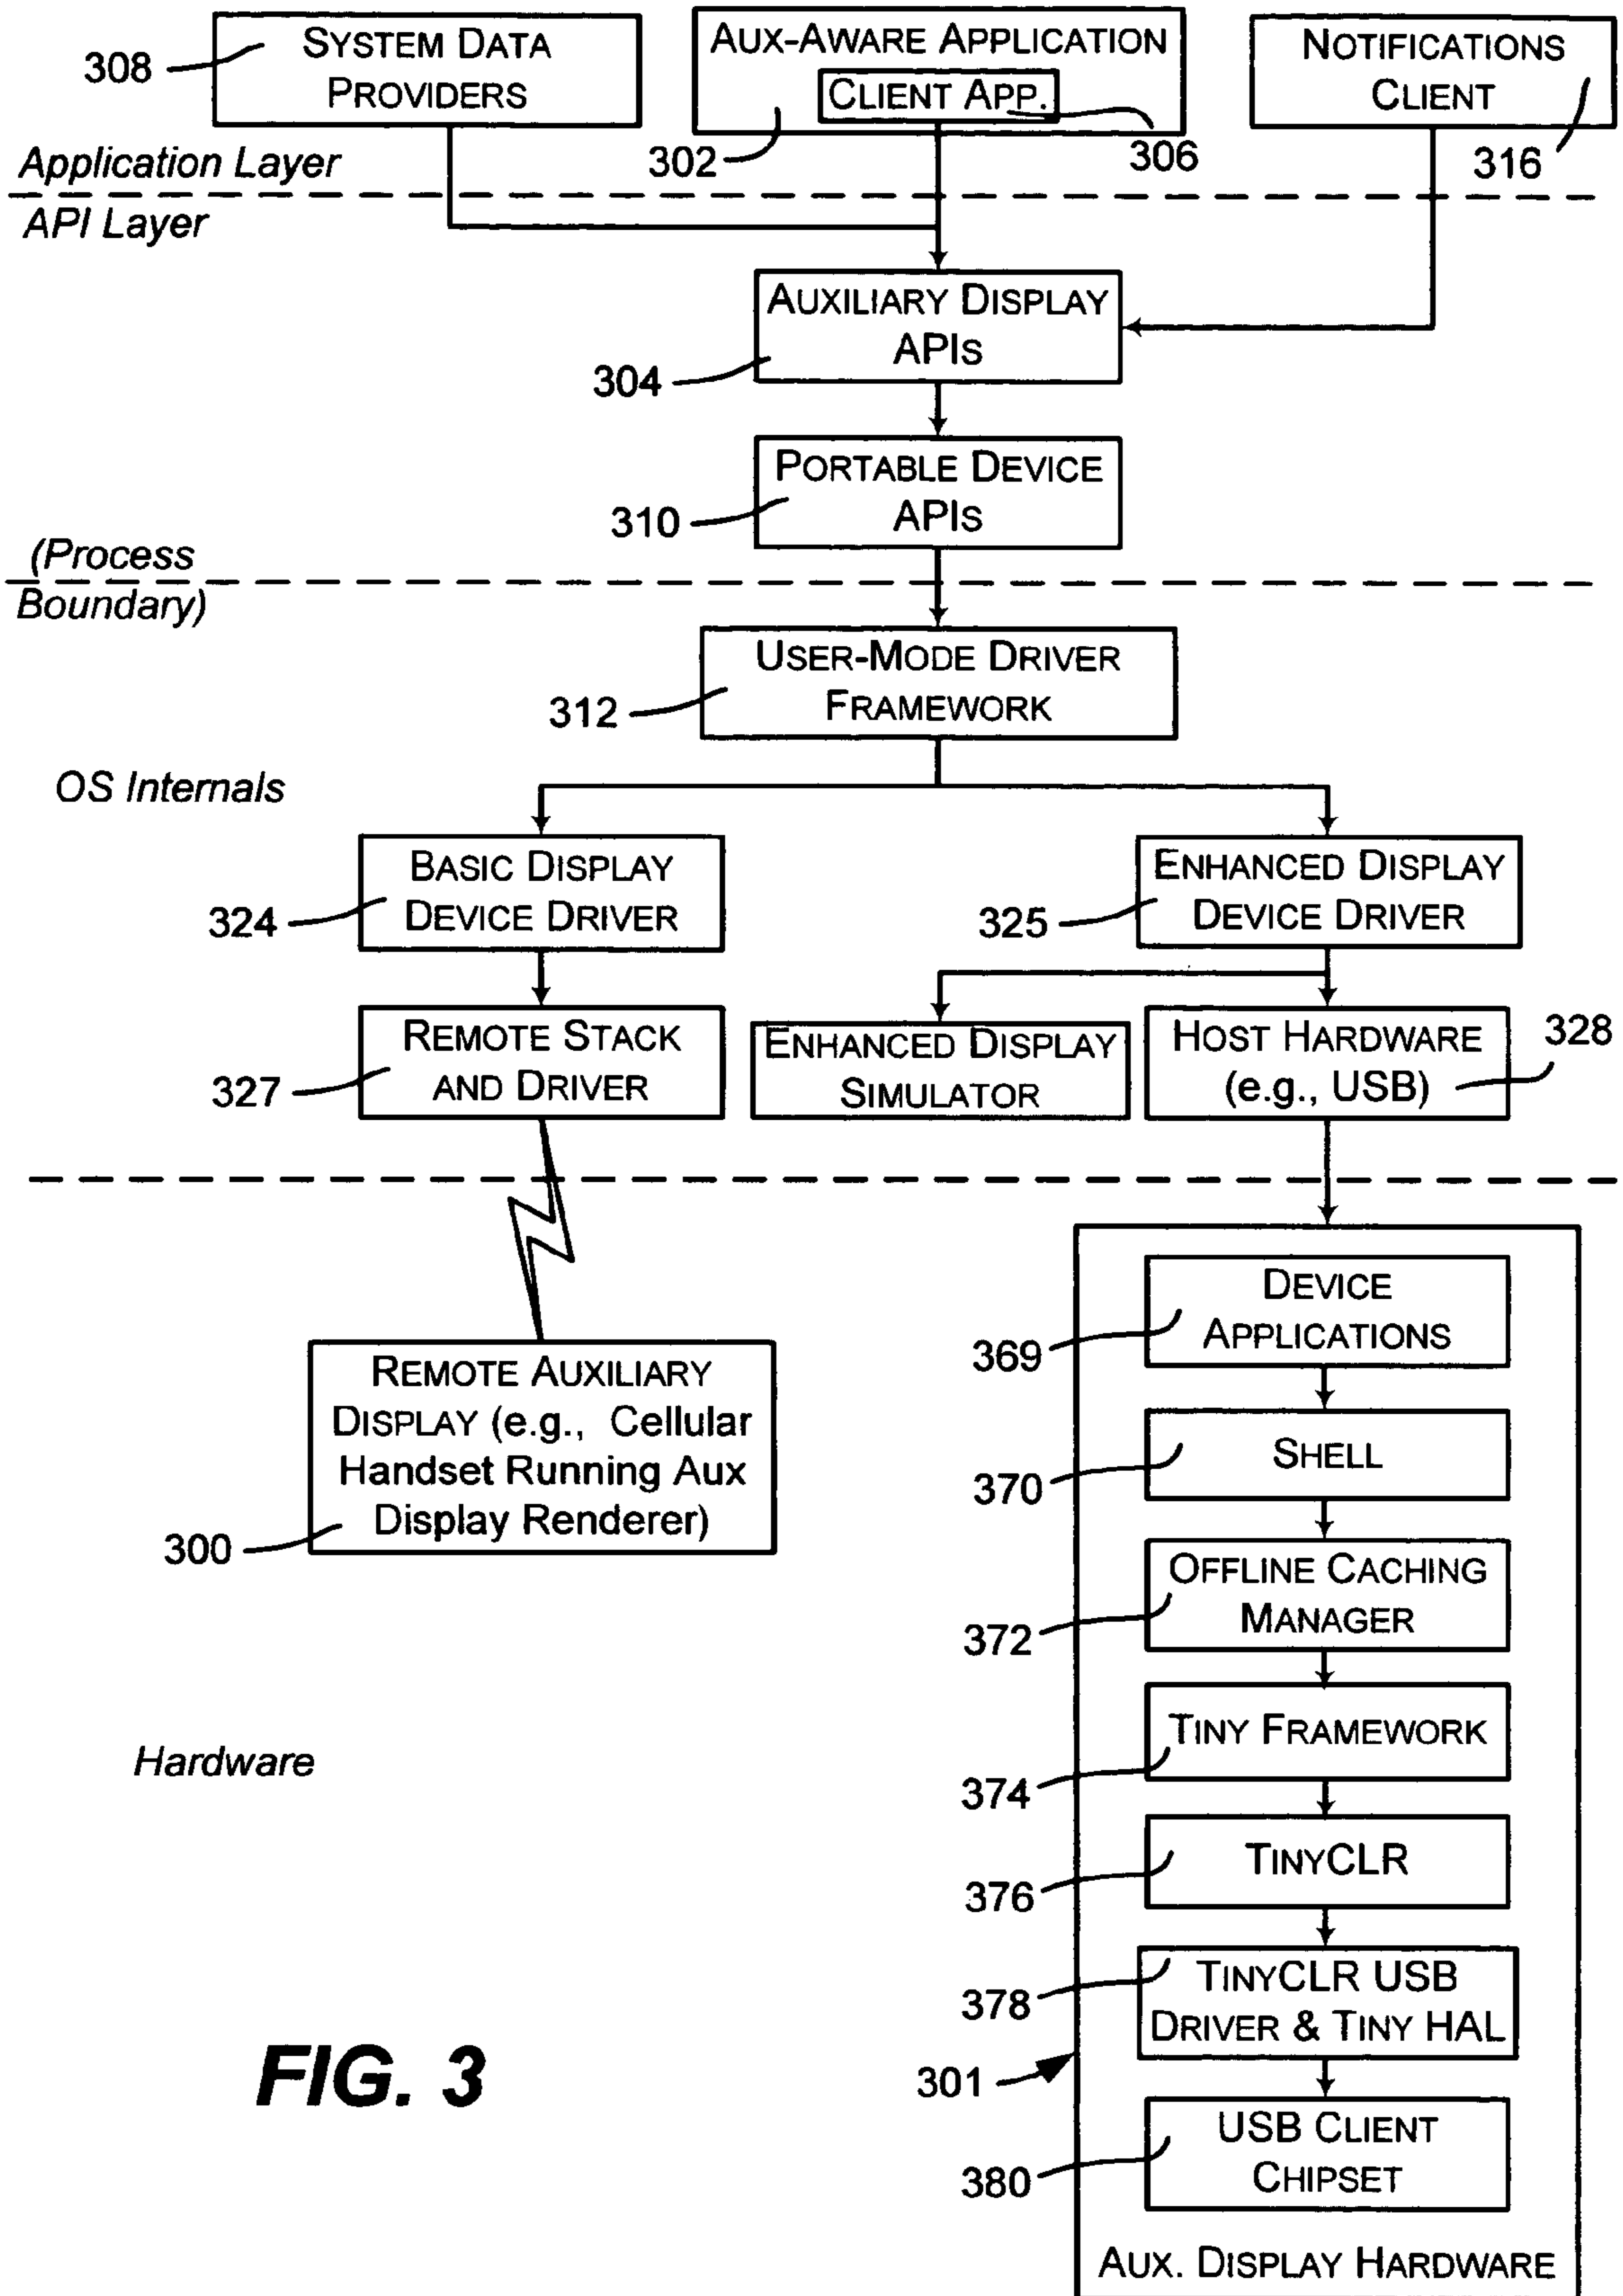 SYSTEM DATA
PROVIDERS
308
AUX-AWARE APPLICATION
CLIENT APP.
302
306
NOTIFICATIONS
CLIENT
316
Application Layer
API Layer
AUXILIARY DISPLAY
APIS
304
PORTABLE DEVICE
APIS
310
(Process
Boundary)
USER-MODE DRIVER
FRAMEWORK
312
OS Internals
BASIC DISPLAY
DEVICE DRIVER
324
ENHANCED DISPLAY
DEVICE DRIVER
325
REMOTE STACK
AND DRIVER
327
ENHANCED DISPLAY
SIMULATOR
HOST HARDWARE
(e.g., USB)
328
REMOTE AUXILIARY
DISPLAY (e.g., Cellular
Handset Running Aux
Display Renderer)
300
DEVICE
APPLICATIONS
369
SHELL
370
OFFLINE CACHING
MANAGER
372
Hardware
TINY FRAMEWORK
374
TINYCLR
376
TINYCLR USB
DRIVER & TINY HAL
378
301
USB CLIENT
CHIPSET
380
AUX. DISPLAY HARDWARE
FIG. 3